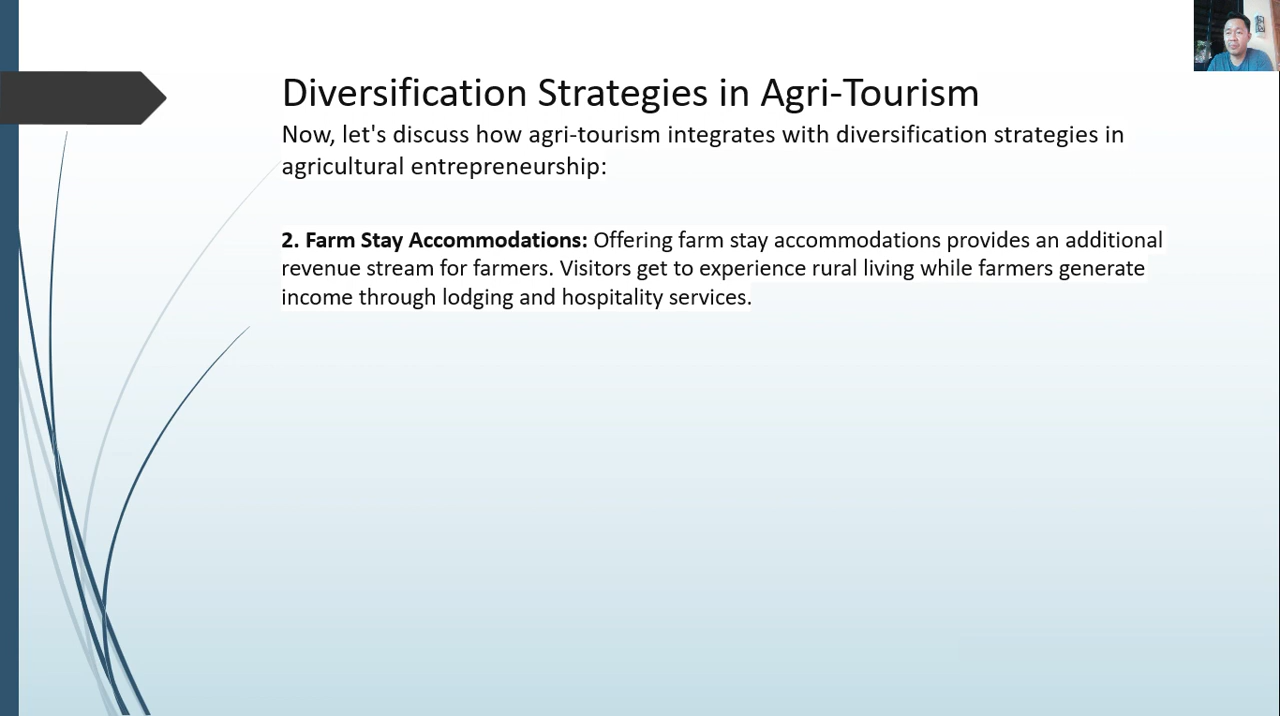 Diversification Strategies in Agri-Tourism
Now, let's discuss how agri-tourism integrates with diversification strategies in
agricultural entrepreneurship:
2. Farm Stay Accommodations: Offering farm stay accommodations provides an additional
revenue stream for farmers. Visitors get to experience rural living while farmers generate
income through lodging and hospitality services.